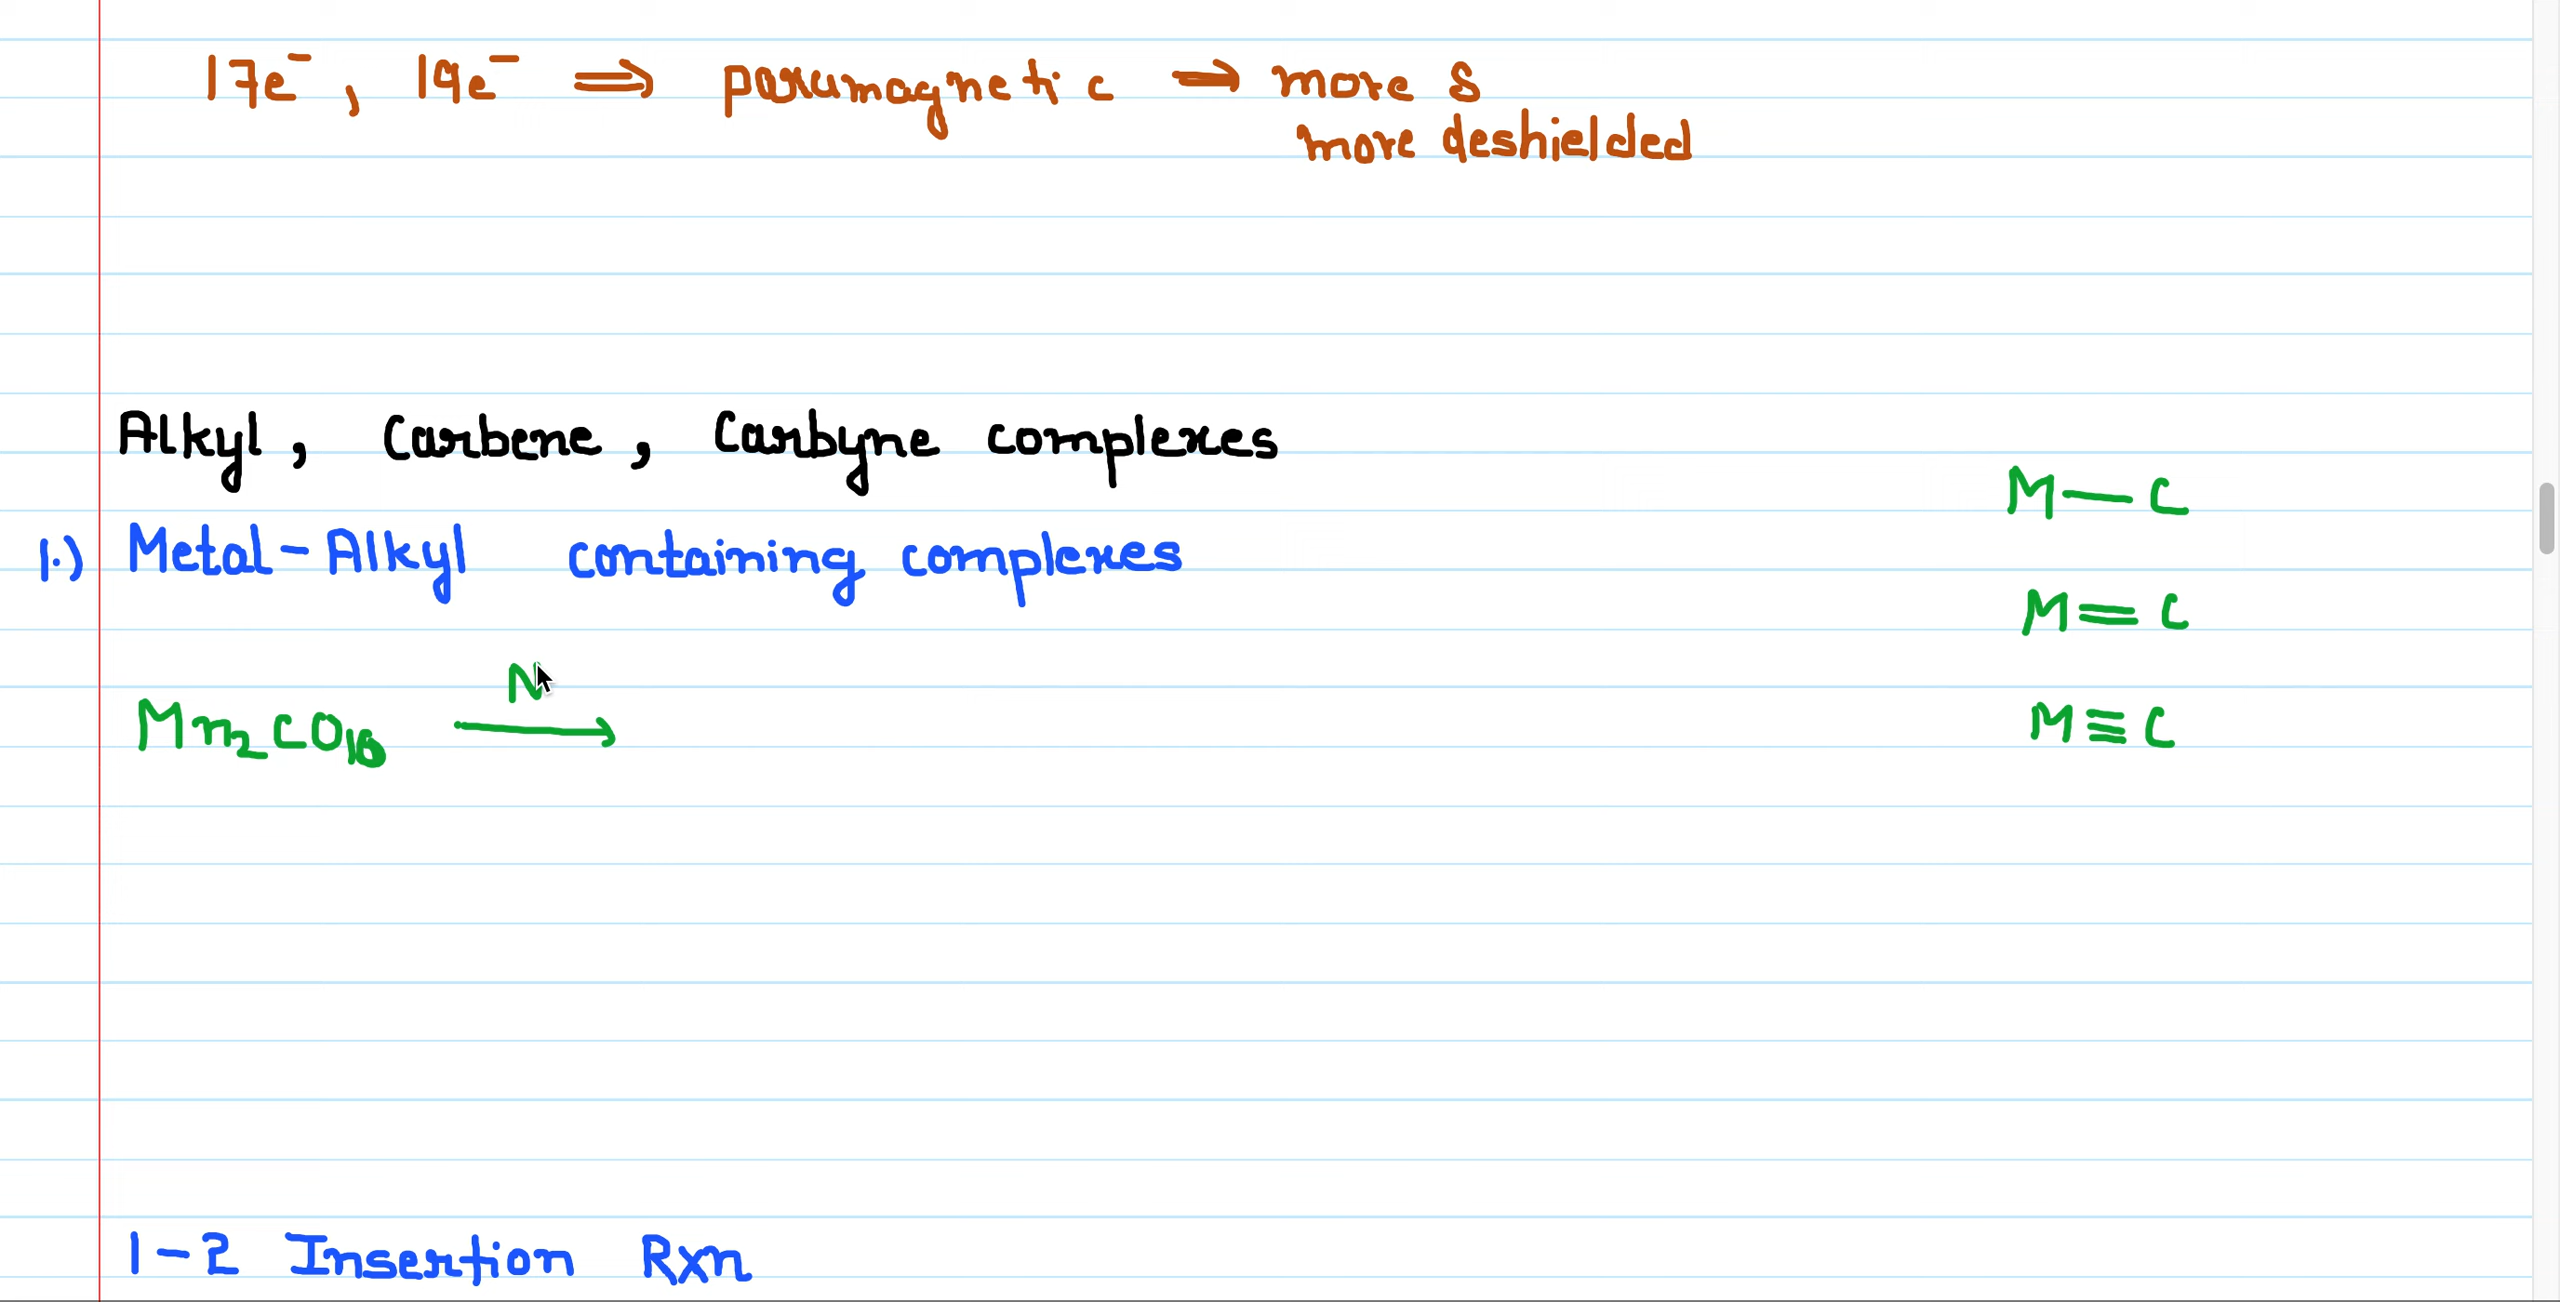 17e⁻, 19e⁻ ⇒ paramagnetic → more δ
more deshielded
Alkyl, Carbene, Carbyne complexes
M—C
1.) Metal-Alkyl containing complexes
M=C
N
Mn₂CO₁₀ →
M≡C
1-2 Insertion Rxn